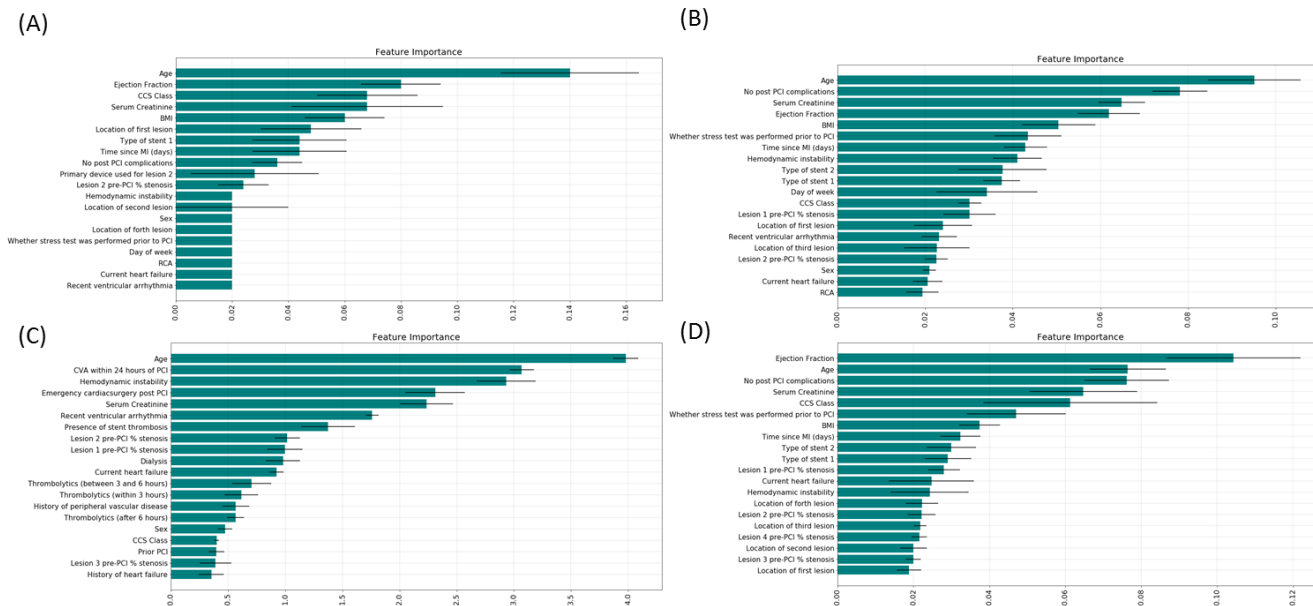 (A)
Feature Importance
Age
Ejection Fraction
CCS Class
Serum Creatinine
BMI
Location of first lesion
Type of stent 1
Time since MI (days)
No post PCI complications
Primary device used for lesion 2
Lesion 2 pre-PCI % stenosis
Hemodynamic instability
Location of second lesion
Sex
Location of forth lesion
Whether stress test was performed prior to PCI
Day of week
RCA
Current heart failure
Recent ventricular arrhythmia
0.00 0.02 0.04 0.06 0.08 0.10 0.12 0.14 0.16
(B)
Feature Importance
Age
No post PCI complications
Serum Creatinine
Ejection Fraction
BMI
Whether stress test was performed prior to PCI
Time since MI (days)
Hemodynamic instability
Type of stent 2
Type of stent 1
Day of week
CCS Class
Lesion 1 pre-PCI % stenosis
Location of first lesion
Recent ventricular arrhythmia
Location of third lesion
Lesion 2 pre-PCI % stenosis
Sex
Current heart failure
RCA
0.00 0.02 0.04 0.06 0.08 0.10
(C)
Feature Importance
Age
CVA within 24 hours of PCI
Hemodynamic instability
Emergency cardiacsurgery post PCI
Serum Creatinine
Recent ventricular arrhythmia
Presence of stent thrombosis
Lesion 2 pre-PCI % stenosis
Lesion 1 pre-PCI % stenosis
Dialysis
Current heart failure
Thrombolytics (between 3 and 6 hours)
Thrombolytics (within 3 hours)
History of peripheral vascular disease
Thrombolytics (after 6 hours)
Sex
CCS Class
Prior PCI
Lesion 3 pre-PCI % stenosis
History of heart failure
0.0 0.5 1.0 1.5 2.0 2.5 3.0 3.5 4.0
(D)
Feature Importance
Ejection Fraction
Age
No post PCI complications
Serum Creatinine
CCS Class
Whether stress test was performed prior to PCI
BMI
Time since MI (days)
Type of stent 2
Type of stent 1
Lesion 1 pre-PCI % stenosis
Current heart failure
Hemodynamic instability
Location of forth lesion
Lesion 2 pre-PCI % stenosis
Location of third lesion
Lesion 4 pre-PCI % stenosis
Location of second lesion
Lesion 3 pre-PCI % stenosis
Location of first lesion
0.00 0.02 0.04 0.06 0.08 0.10 0.12